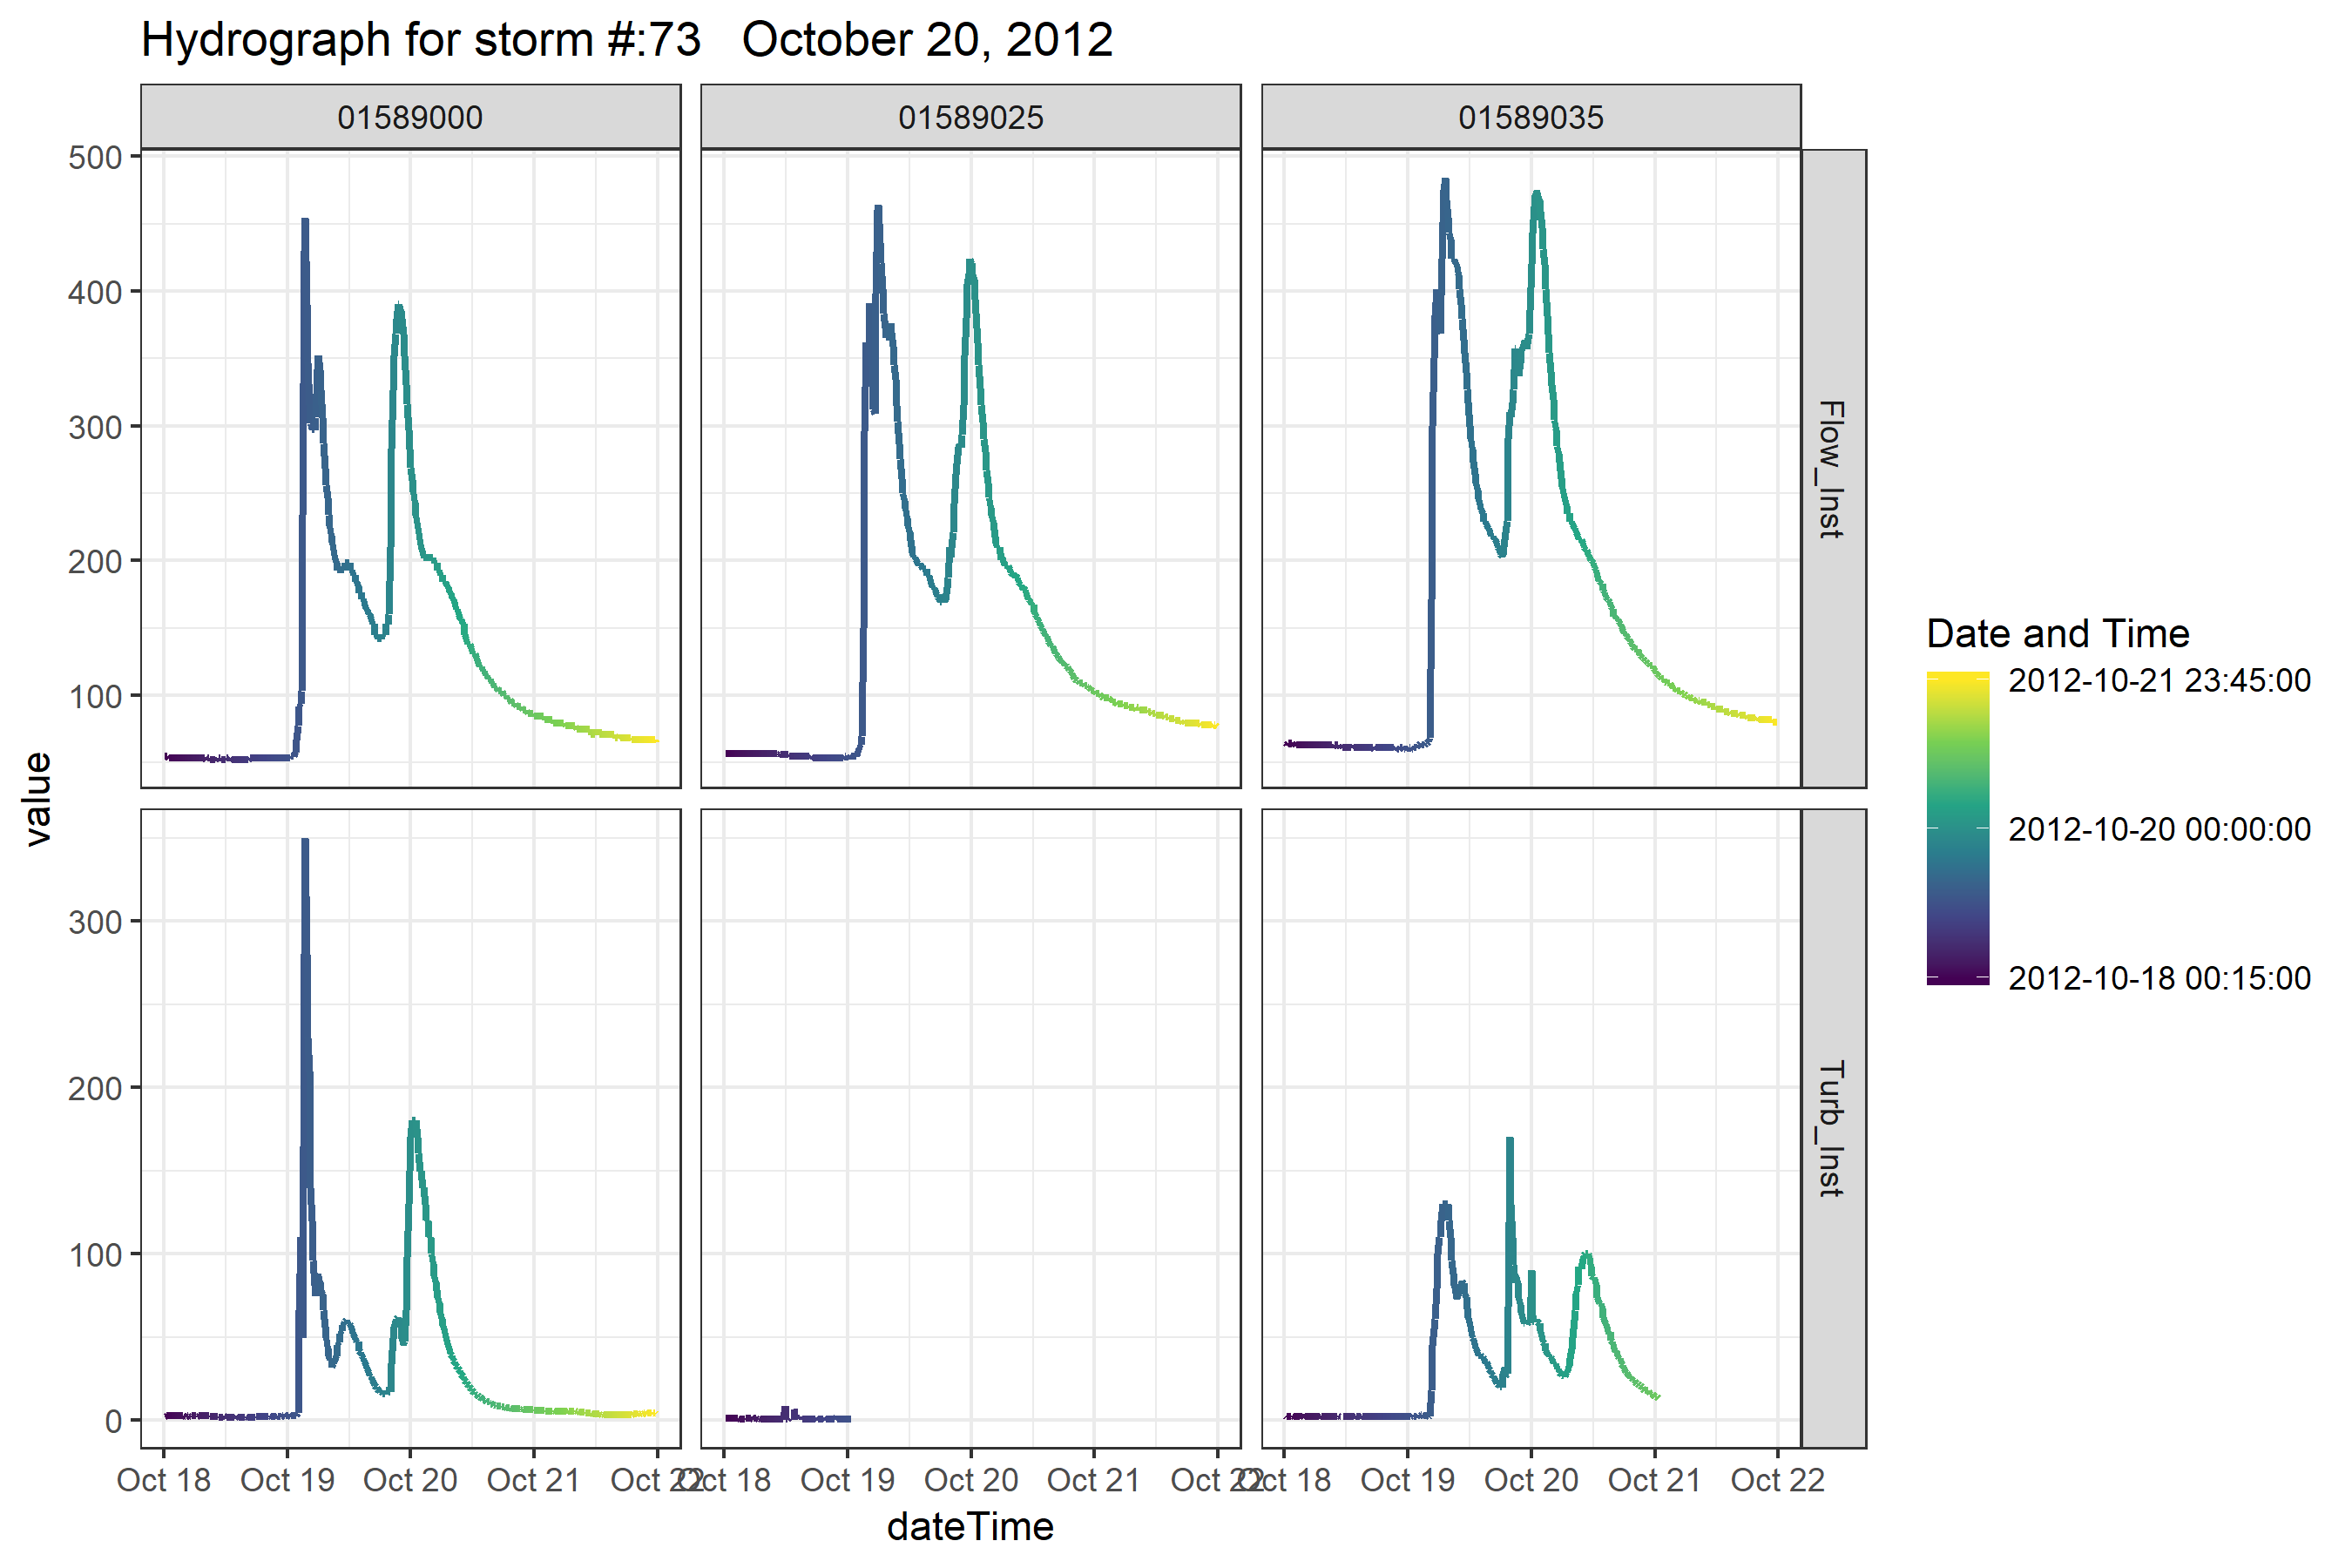 Hydrograph for storm #:73   October 20, 2012
01589000
01589025
01589035
500
400
300
200
100
Flow_Inst
300
200
100
0
Turb_Inst
value
Oct 18 Oct 19 Oct 20 Oct 21 Oct 22
Oct 18 Oct 19 Oct 20 Oct 21 Oct 22
Oct 18 Oct 19 Oct 20 Oct 21 Oct 22
dateTime
Date and Time
2012-10-21 23:45:00
2012-10-20 00:00:00
2012-10-18 00:15:00